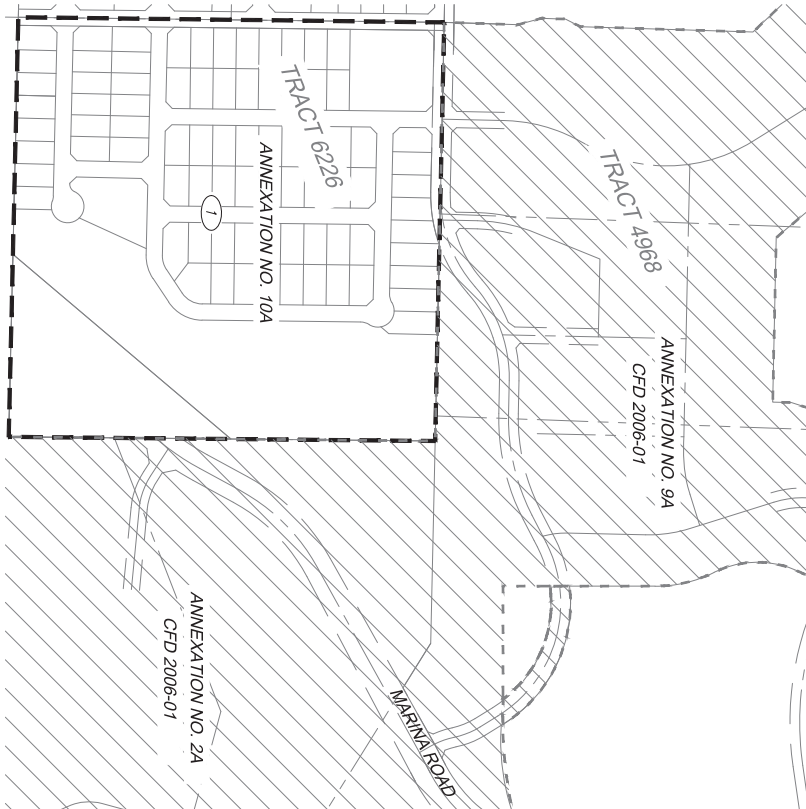 TRACT 6226
ANNEXATION NO. 10A
1
TRACT 4968
ANNEXATION NO. 9A
CFD 2006-01
ANNEXATION NO. 2A
CFD 2006-01
MARINA ROAD